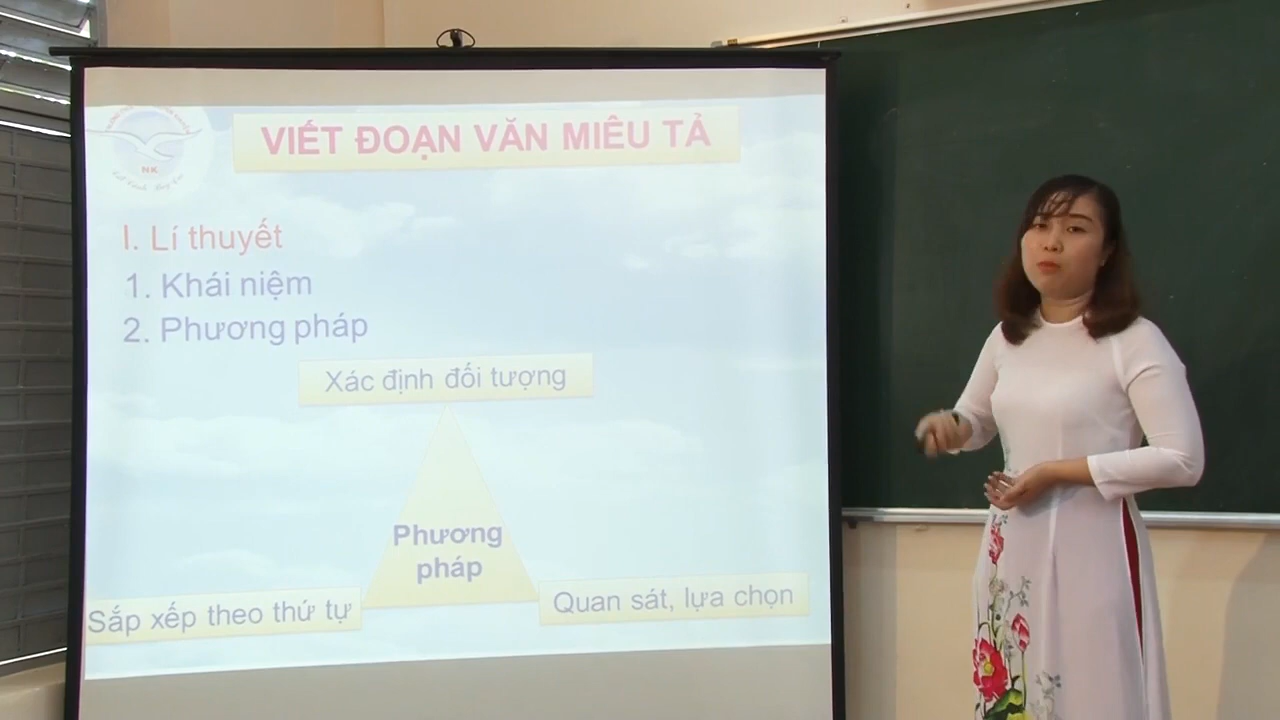 VIẾT ĐOẠN VĂN MIÊU TẢ
NK
I. Lí thuyết
1. Khái niệm
2. Phương pháp
Xác định đối tượng
Phương
pháp
Sắp xếp theo thứ tự
Quan sát, lựa chọn